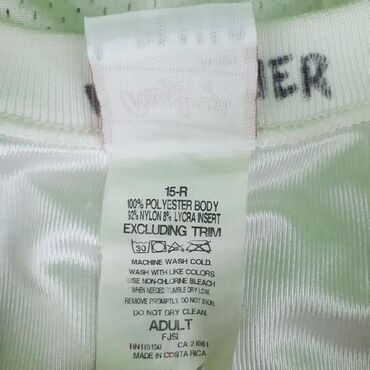 HER
15-R
100% POLYESTER BODY
92% NYLON 8% LYCRA INSERT
EXCLUDING TRIM
30
MACHINE WASH COLD.
WASH WITH LIKE COLORS
USE NON-CHLORINE BLEACH
WHEN NEEDED. TUMBLE DRY LOW.
REMOVE PROMPTLY. DO NOT IRON.
DO NOT DRY CLEAN.
ADULT
FJSI
RN115150 CA 21661
MADE IN COSTA RICA